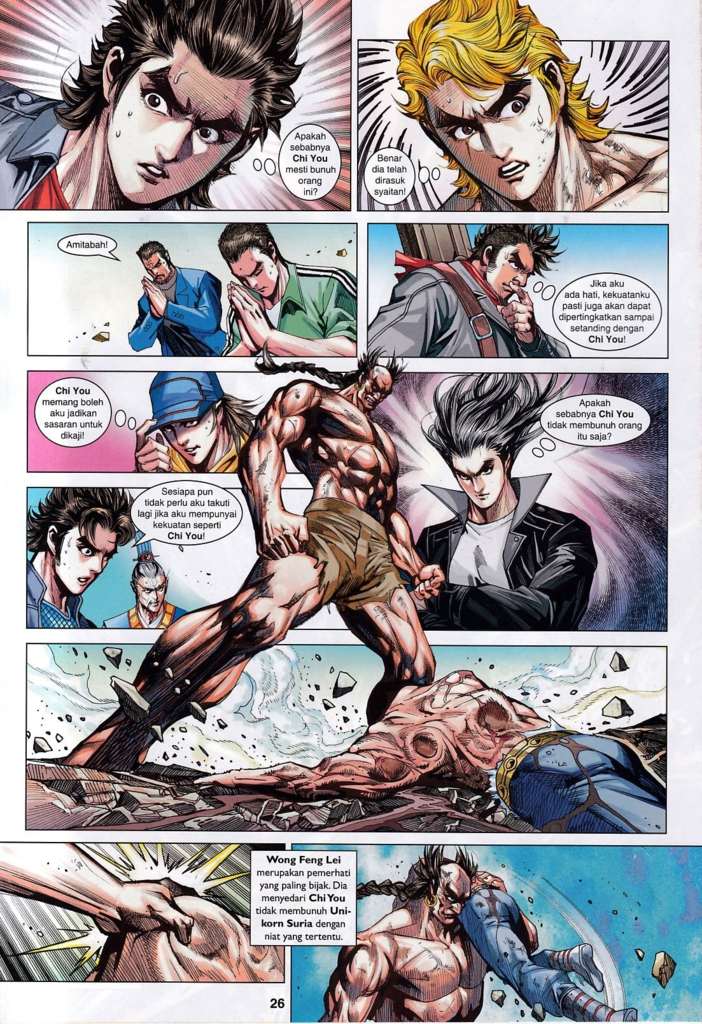 Apakah
sebabnya
Chi You
mesti bunuh
orang
ini?
Benar
dia telah
dirasuk
syaitan!
Amitabah!
Jika aku
ada hati, kekuatanku
pasti juga akan dapat
dipertingkatkan sampai
setanding dengan
Chi You!
Chi You
memang boleh
aku jadikan
sasaran untuk
dikaji!
Apakah
sebabnya Chi You
tidak membunuh orang
itu saja?
Sesiapa pun
tidak perlu aku takuti
lagi jika aku mempunyai
kekuatan seperti
Chi You!
Wong Feng Lei
merupakan pemerhati
yang paling bijak. Dia
menyedari Chi You
tidak membunuh Uni-
korn Suria dengan
niat yang tertentu.
26